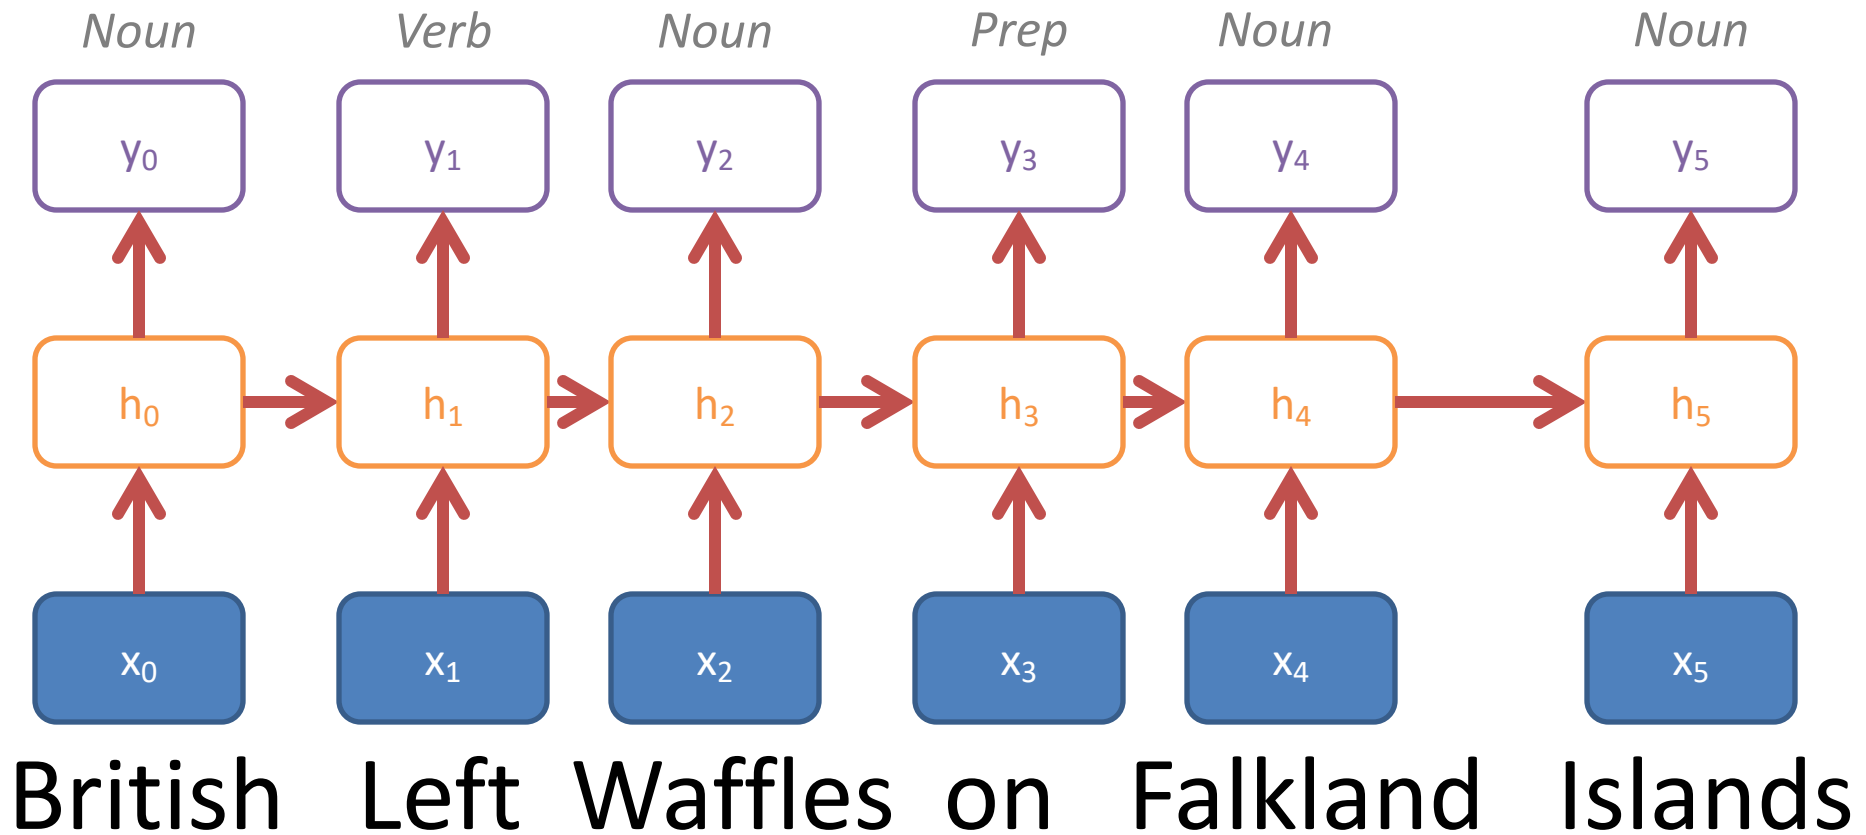 Noun Verb Noun Prep Noun Noun
y₀ y₁ y₂ y₃ y₄ y₅
h₀ h₁ h₂ h₃ h₄ h₅
x₀ x₁ x₂ x₃ x₄ x₅
British Left Waffles on Falkland Islands